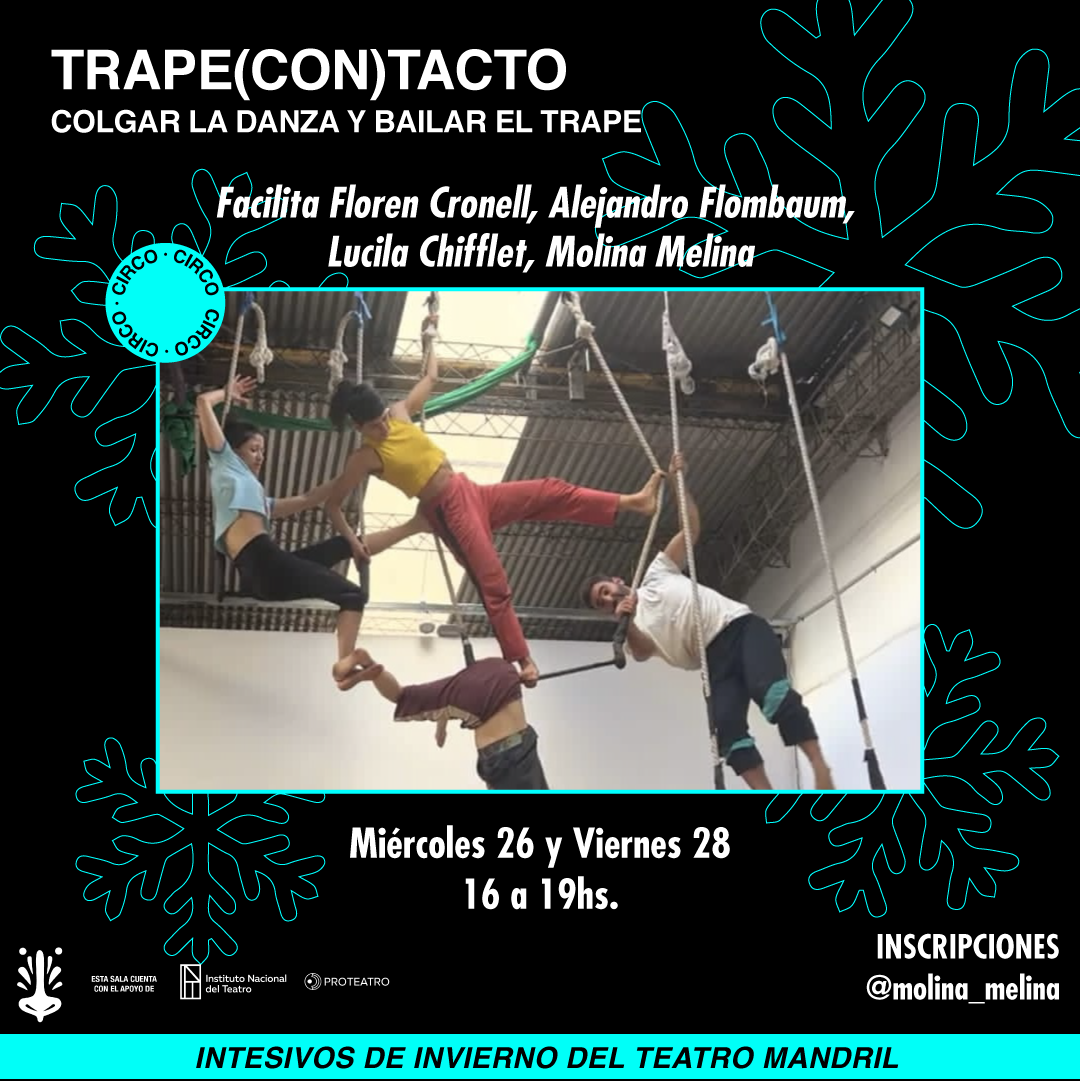 TRAPE(CON)TACTO
COLGAR LA DANZA Y BAILAR EL TRAPE
Facilita Floren Cronell, Alejandro Flombaum,
Lucila Chifflet, Molina Melina
CIRCO · CIRCO · CIRCO · CIRCO ·
Miércoles 26 y Viernes 28
16 a 19hs.
INSCRIPCIONES
@molina_melina
ESTA SALA CUENTA
CON EL APOYO DE
Instituto Nacional
del Teatro
PROTEATRO
INTESIVOS DE INVIERNO DEL TEATRO MANDRIL